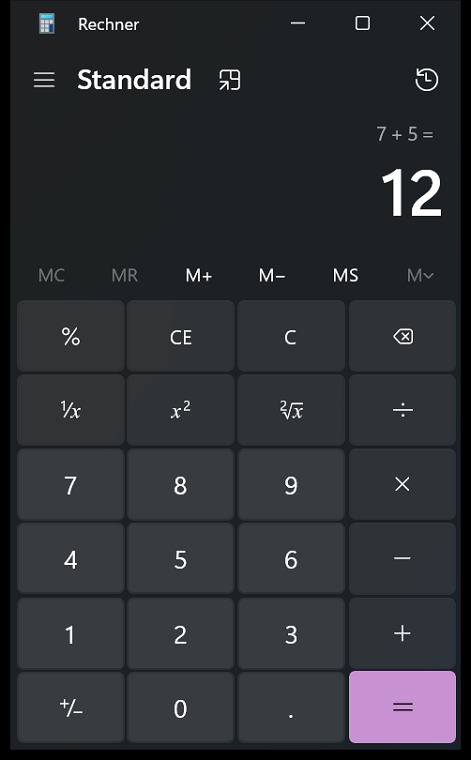 Rechner
Standard
7 + 5 =
12
MC MR M+ M− MS M
% CE C
¹/x x² ²√x ÷
7 8 9 ×
4 5 6 −
1 2 3 +
+/− 0 . =